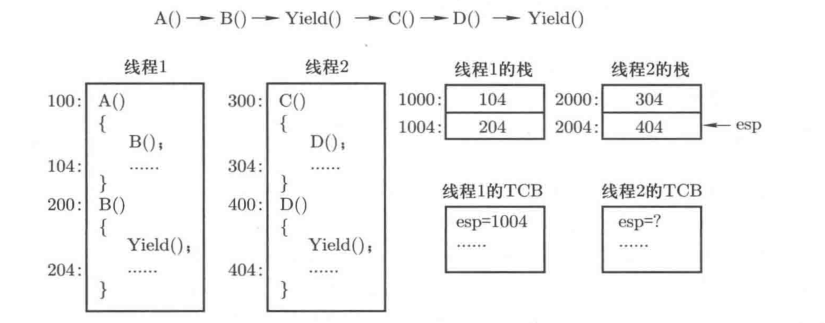 A() → B() → Yield() → C() → D() → Yield()
线程1
100: A()
{
B();
104: ……
}
200: B()
{
Yield();
204: ……
}
线程2
300: C()
{
D();
304: ……
}
400: D()
{
Yield();
404: ……
}
线程1的栈
1000: 104
1004: 204
线程2的栈
2000: 304
2004: 404 ← esp
线程1的TCB
esp=1004
……
线程2的TCB
esp=?
……